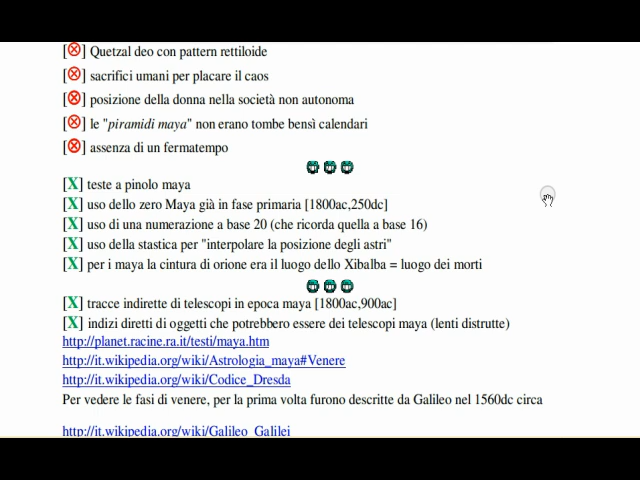 [⊗] Quetzal deo con pattern rettiloide
[⊗] sacrifici umani per placare il caos
[⊗] posizione della donna nella società non autonoma
[⊗] le "piramidi maya" non erano tombe bensì calendari
[⊗] assenza di un fermatempo
[X] teste a pinolo maya
[X] uso dello zero Maya già in fase primaria [1800ac,250dc]
[X] uso di una numerazione a base 20 (che ricorda quella a base 16)
[X] uso della stastica per "interpolare la posizione degli astri"
[X] per i maya la cintura di orione era il luogo dello Xibalba = luogo dei morti
[X] tracce indirette di telescopi in epoca maya [1800ac,900ac]
[X] indizi diretti di oggetti che potrebbero essere dei telescopi maya (lenti distrutte)
http://planet.racine.ra.it/testi/maya.htm
http://it.wikipedia.org/wiki/Astrologia_maya#Venere
http://it.wikipedia.org/wiki/Codice_Dresda
Per vedere le fasi di venere, per la prima volta furono descritte da Galileo nel 1560dc circa
http://it.wikipedia.org/wiki/Galileo_Galilei